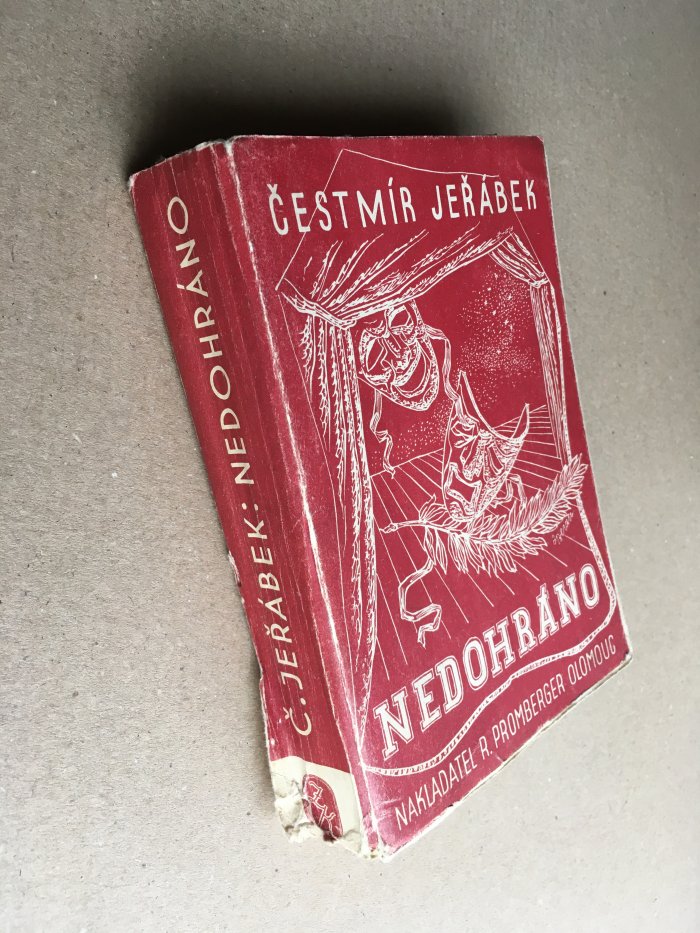 ČESTMÍR JEŘÁBEK
NEDOHRÁNO
NAKLADATEL R. PROMBERGER OLOMOUC
Č. JEŘÁBEK: NEDOHRÁNO